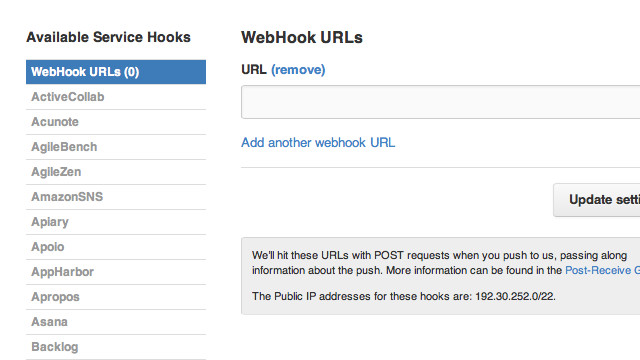 Available Service Hooks
WebHook URLs (0)
ActiveCollab
Acunote
AgileBench
AgileZen
AmazonSNS
Apiary
Apoio
AppHarbor
Apropos
Asana
Backlog
WebHook URLs
URL (remove)
Add another webhook URL
Update setti
We'll hit these URLs with POST requests when you push to us, passing along
information about the push. More information can be found in the Post-Receive G
The Public IP addresses for these hooks are: 192.30.252.0/22.